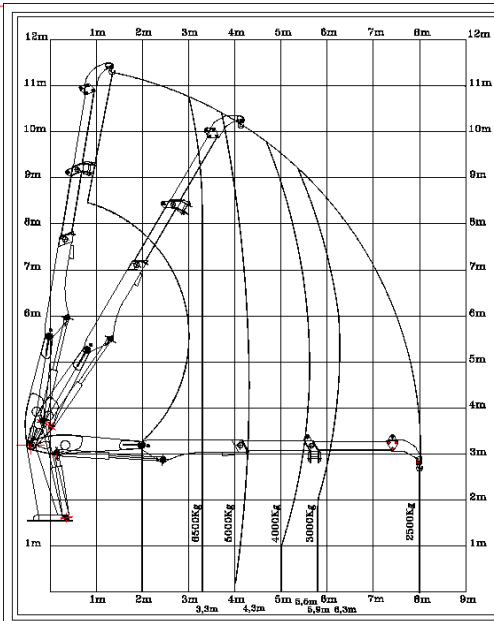 12m 1m 2m 3m 4m 5m 6m 7m 8m 12m
11m 11m
10m 10m
9m 9m
8m 8m
7m 7m
6m 6m
5m 5m
4m 4m
3m 3m
2m 2m
1m 1m
6500Kg
5000Kg
4000Kg
3000Kg
2500Kg
1m 2m 3m 4m 5m 6m 7m 8m 9m
3,3m 4,3m 5,9m 6,3m